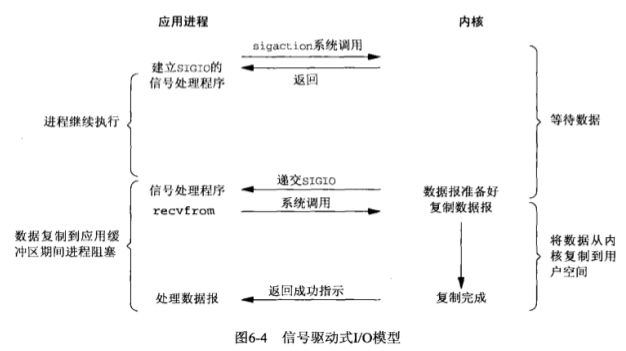 应用进程
内核
sigaction系统调用
建立SIGIO的
信号处理程序
返回
进程继续执行
等待数据
递交SIGIO
信号处理程序
数据报准备好
系统调用
recvfrom
复制数据报
数据复制到应用缓
冲区期间进程阻塞
将数据从内
核复制到用
户空间
返回成功指示
处理数据报
复制完成
图6-4 信号驱动式I/O模型